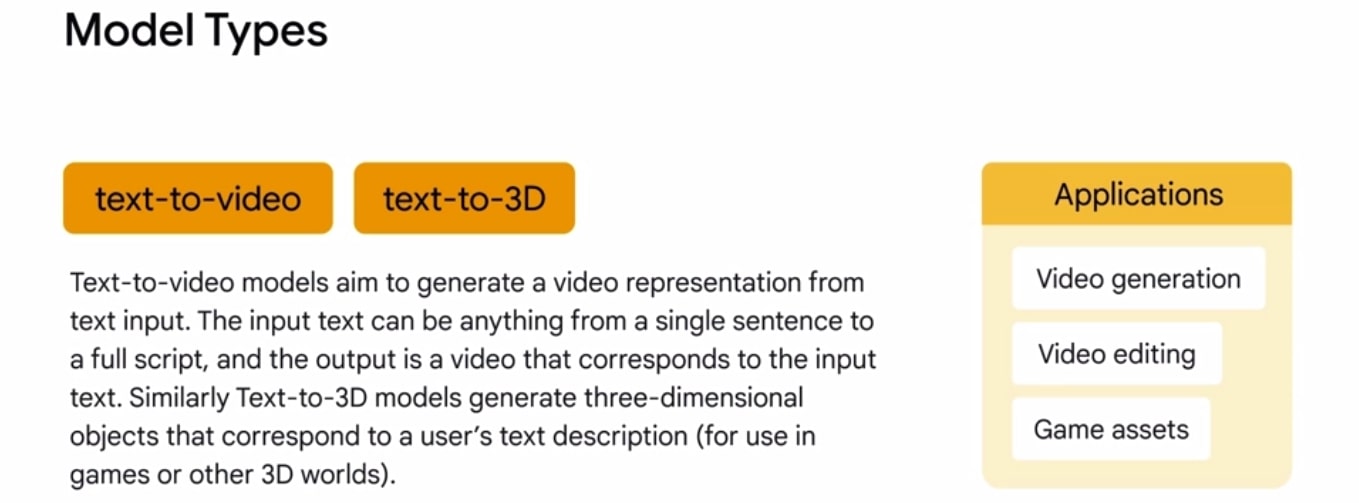 Model Types
text-to-video
text-to-3D
Text-to-video models aim to generate a video representation from
text input. The input text can be anything from a single sentence to
a full script, and the output is a video that corresponds to the input
text. Similarly Text-to-3D models generate three-dimensional
objects that correspond to a user’s text description (for use in
games or other 3D worlds).
Applications
Video generation
Video editing
Game assets